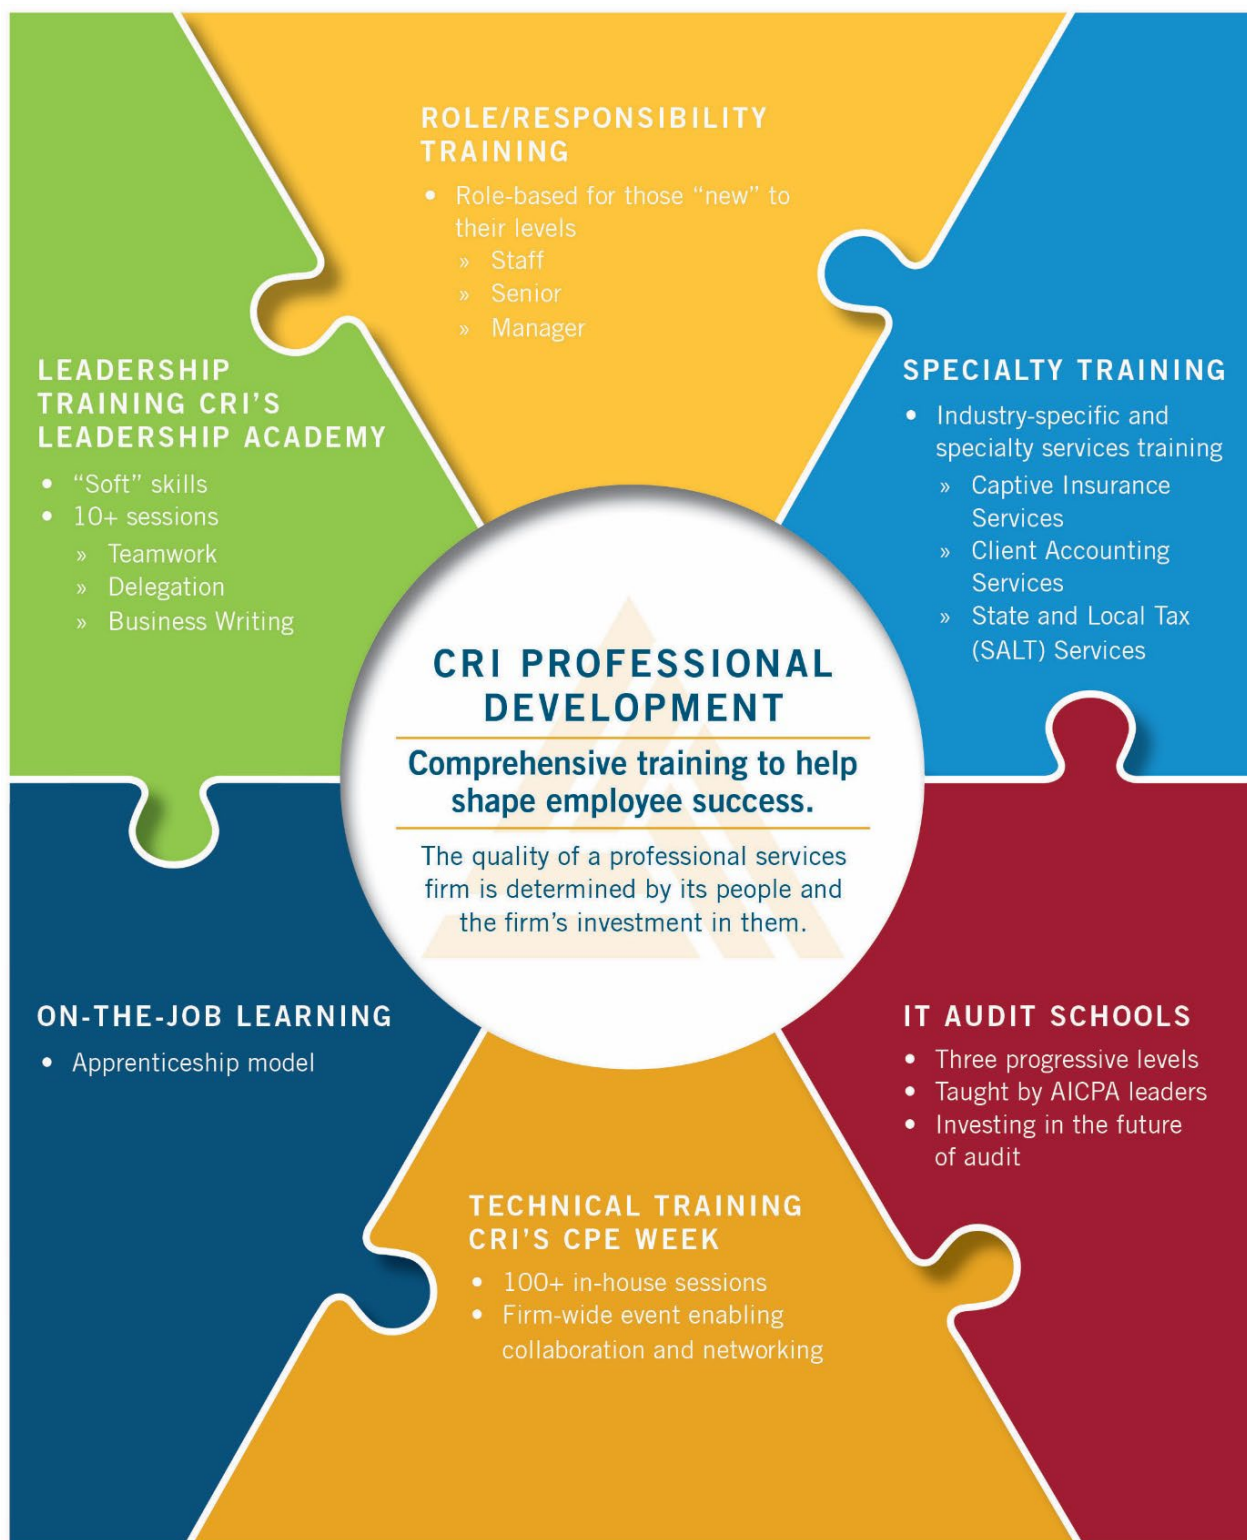 ROLE/RESPONSIBILITY
TRAINING
• Role-based for those “new” to
their levels
» Staff
» Senior
» Manager
LEADERSHIP
TRAINING CRI’S
LEADERSHIP ACADEMY
• “Soft” skills
• 10+ sessions
» Teamwork
» Delegation
» Business Writing
SPECIALTY TRAINING
• Industry-specific and
specialty services training
» Captive Insurance
Services
» Client Accounting
Services
» State and Local Tax
(SALT) Services
CRI PROFESSIONAL
DEVELOPMENT
Comprehensive training to help
shape employee success.
The quality of a professional services
firm is determined by its people and
the firm’s investment in them.
ON-THE-JOB LEARNING
• Apprenticeship model
IT AUDIT SCHOOLS
• Three progressive levels
• Taught by AICPA leaders
• Investing in the future
of audit
TECHNICAL TRAINING
CRI’S CPE WEEK
• 100+ in-house sessions
• Firm-wide event enabling
collaboration and networking